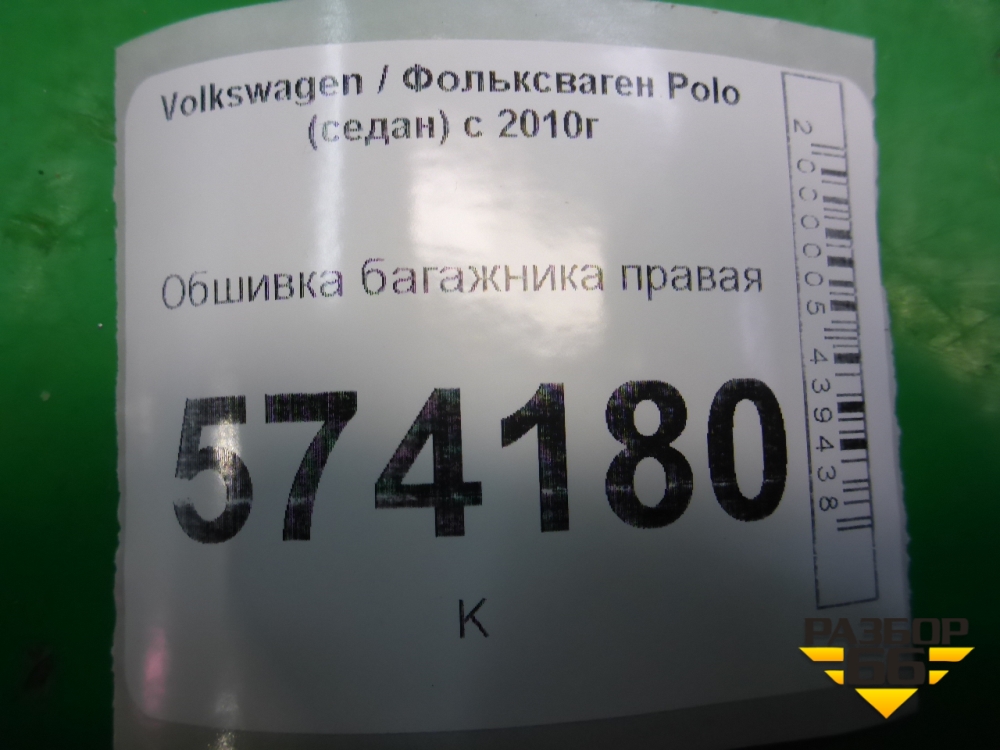 Volkswagen / Фольксваген Polo
(седан) с 2010г
Обшивка багажника правая
574180
К
2000005439438
РАЗБОР
66